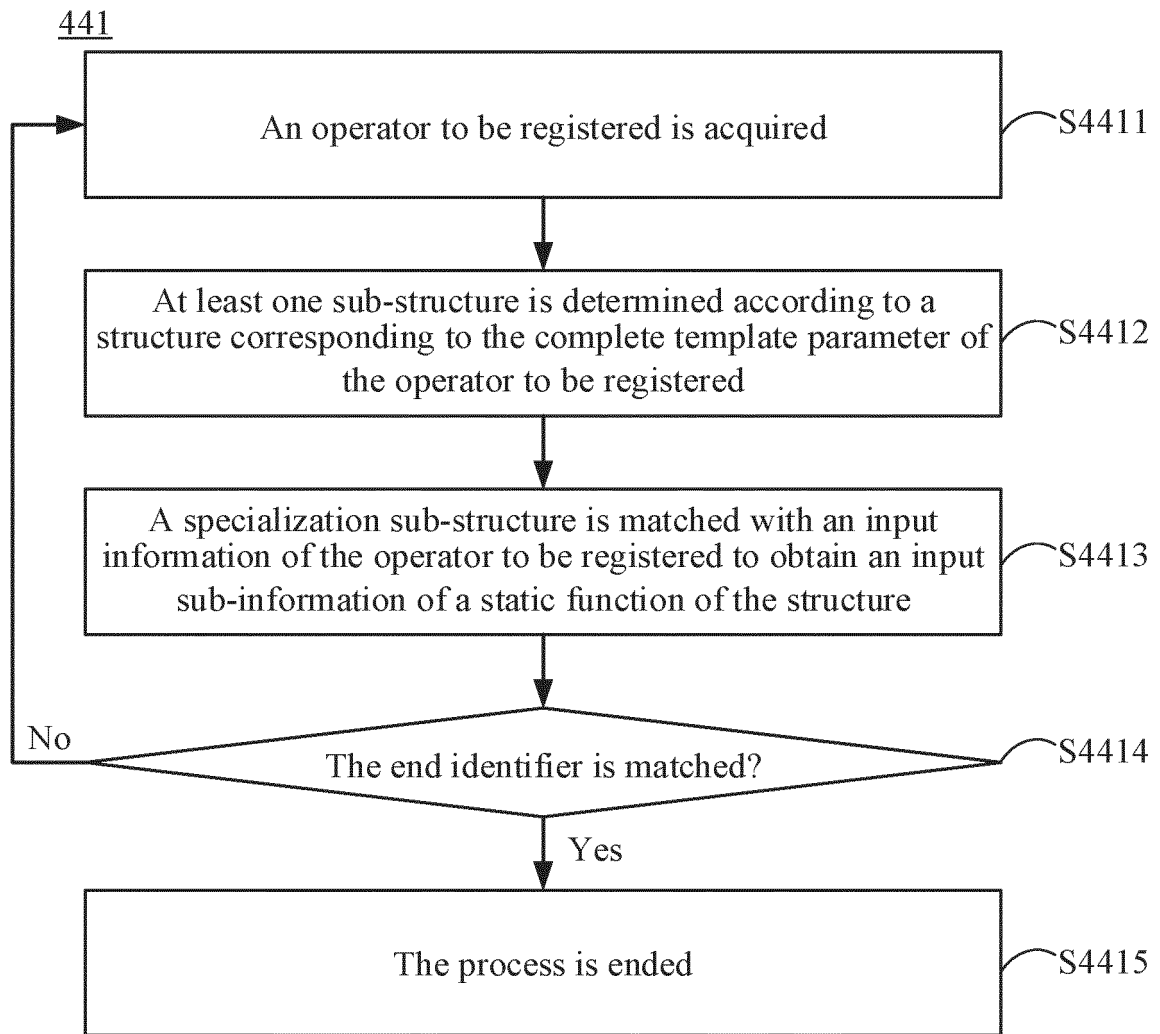 441
An operator to be registered is acquired
S4411
At least one sub-structure is determined according to a
structure corresponding to the complete template parameter of
the operator to be registered
S4412
A specialization sub-structure is matched with an input
information of the operator to be registered to obtain an input
sub-information of a static function of the structure
S4413
No
The end identifier is matched?
S4414
Yes
The process is ended
S4415